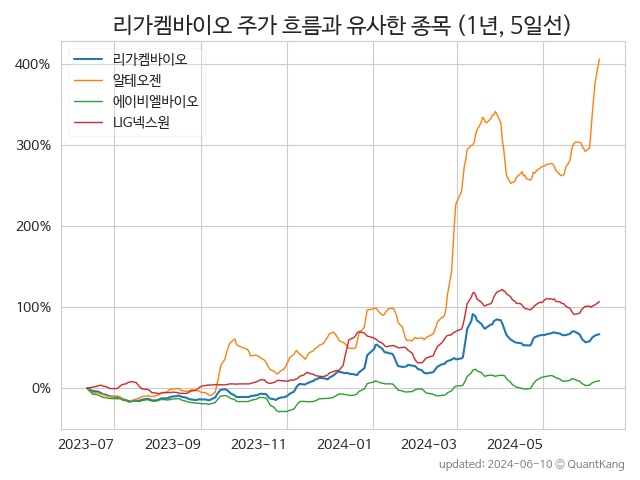 리가켐바이오 주가 흐름과 유사한 종목 (1년, 5일선)
리가켐바이오
알테오젠
에이비엘바이오
LIG넥스원
400%
300%
200%
100%
0%
2023-07 2023-09 2023-11 2024-01 2024-03 2024-05
updated: 2024-06-10 © QuantKang